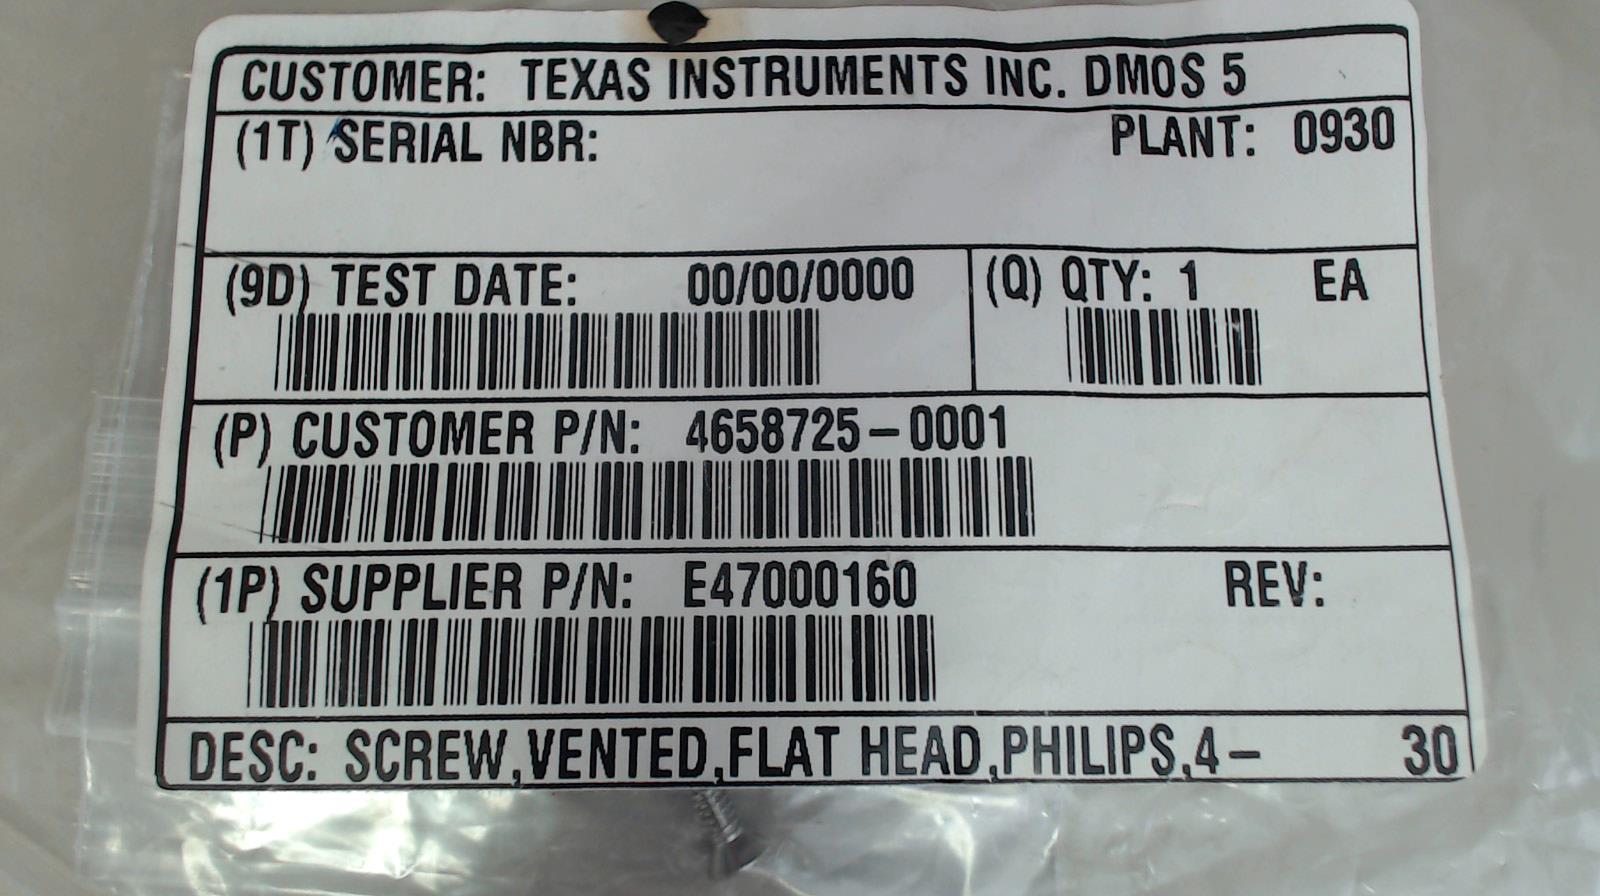 CUSTOMER: TEXAS INSTRUMENTS INC. DMOS 5
(1T) SERIAL NBR: PLANT: 0930
(9D) TEST DATE: 00/00/0000 (Q) QTY: 1 EA
(P) CUSTOMER P/N: 4658725-0001
(1P) SUPPLIER P/N: E47000160 REV:
DESC: SCREW,VENTED,FLAT HEAD,PHILIPS,4- 30